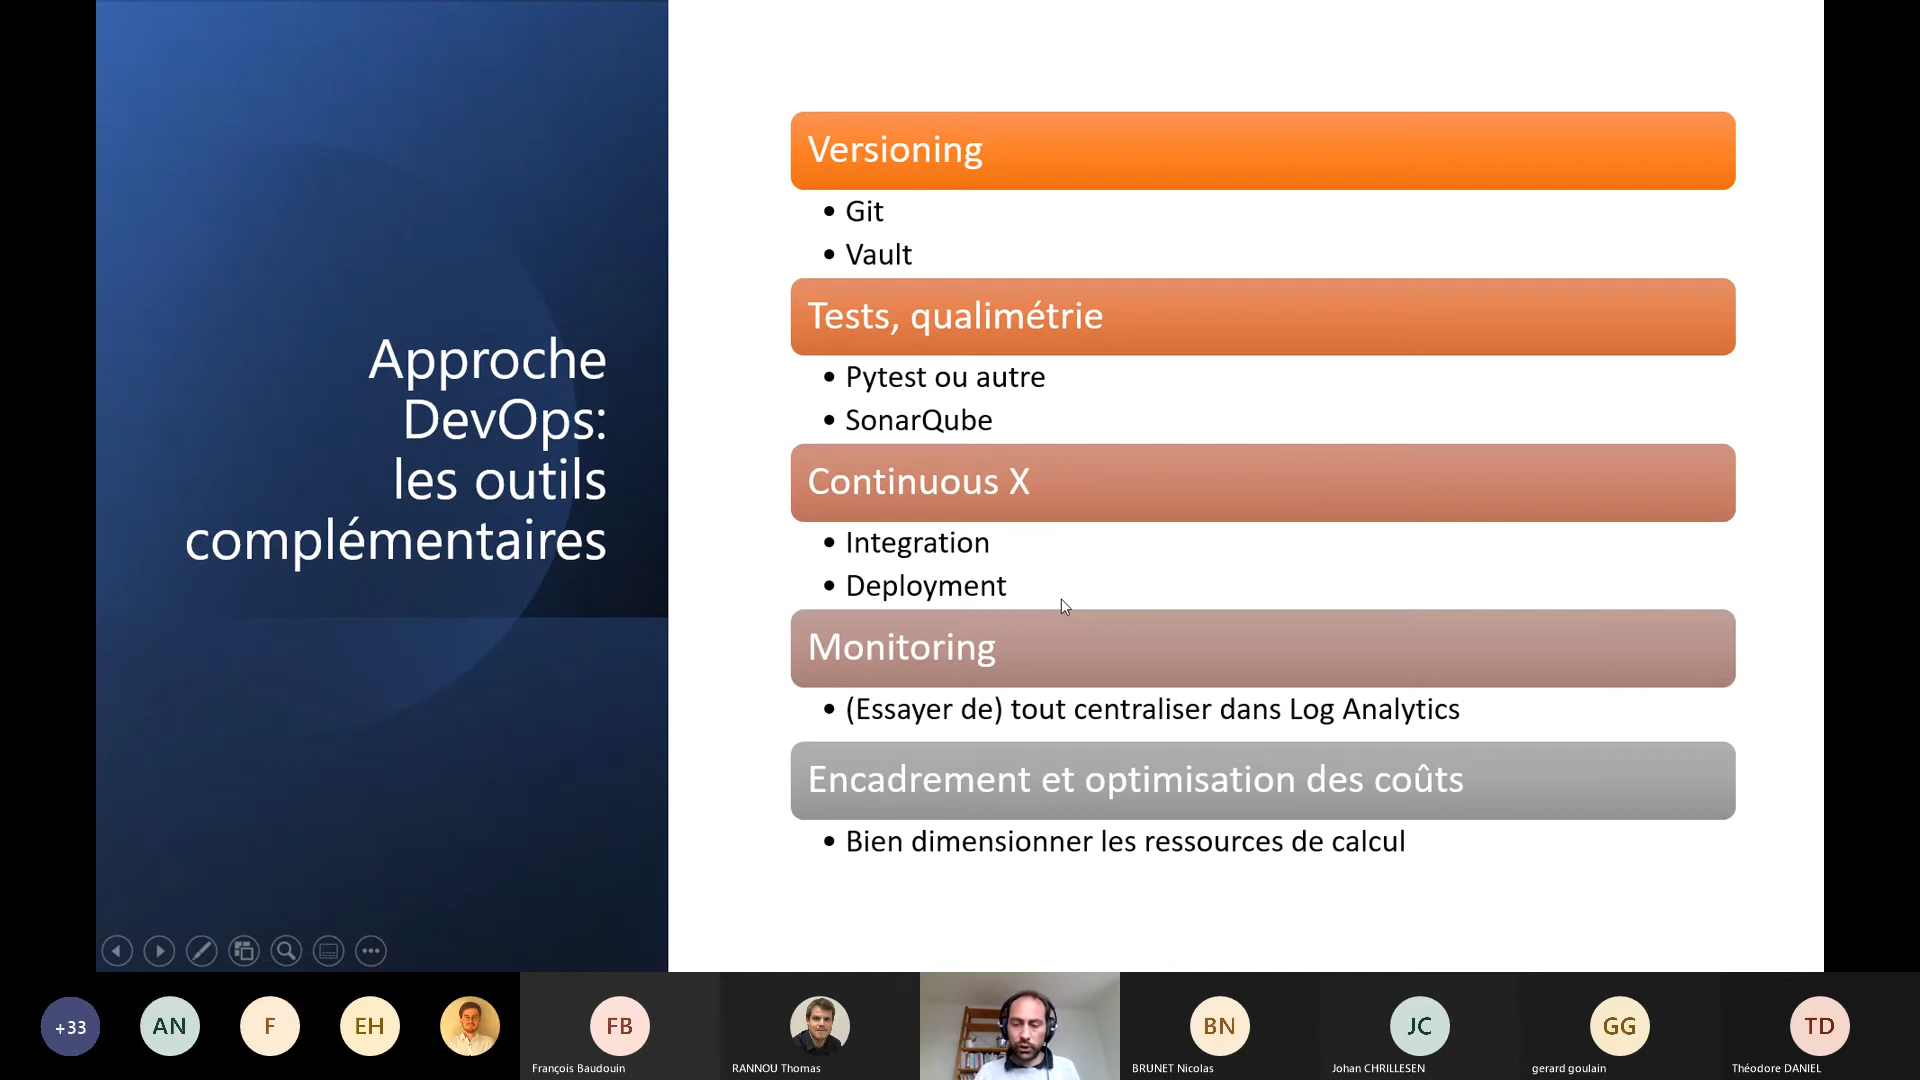 Approche
DevOps:
les outils
complémentaires
Versioning
• Git
• Vault
Tests, qualimétrie
• Pytest ou autre
• SonarQube
Continuous X
• Integration
• Deployment
Monitoring
• (Essayer de) tout centraliser dans Log Analytics
Encadrement et optimisation des coûts
• Bien dimensionner les ressources de calcul
+33
AN
F
EH
FB
François Baudouin
RANNOU Thomas
BN
BRUNET Nicolas
JC
Johan CHRILLESEN
GG
gerard goulain
TD
Théodore DANIEL